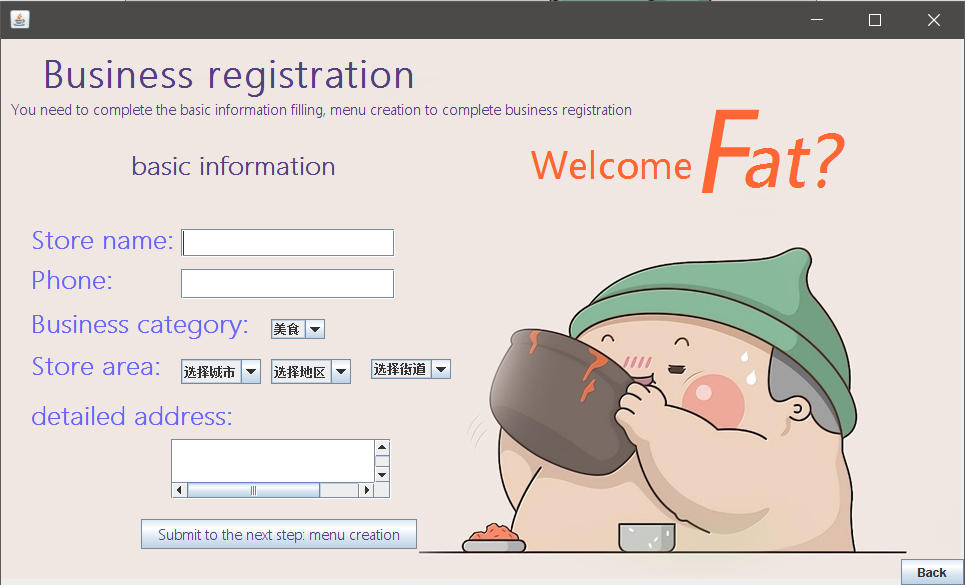 Business registration
You need to complete the basic information filling, menu creation to complete business registration
basic information
Welcome Fat?
Store name:
Phone:
Business category: 美食
Store area: 选择城市 选择地区 选择街道
detailed address:
Submit to the next step: menu creation
Back